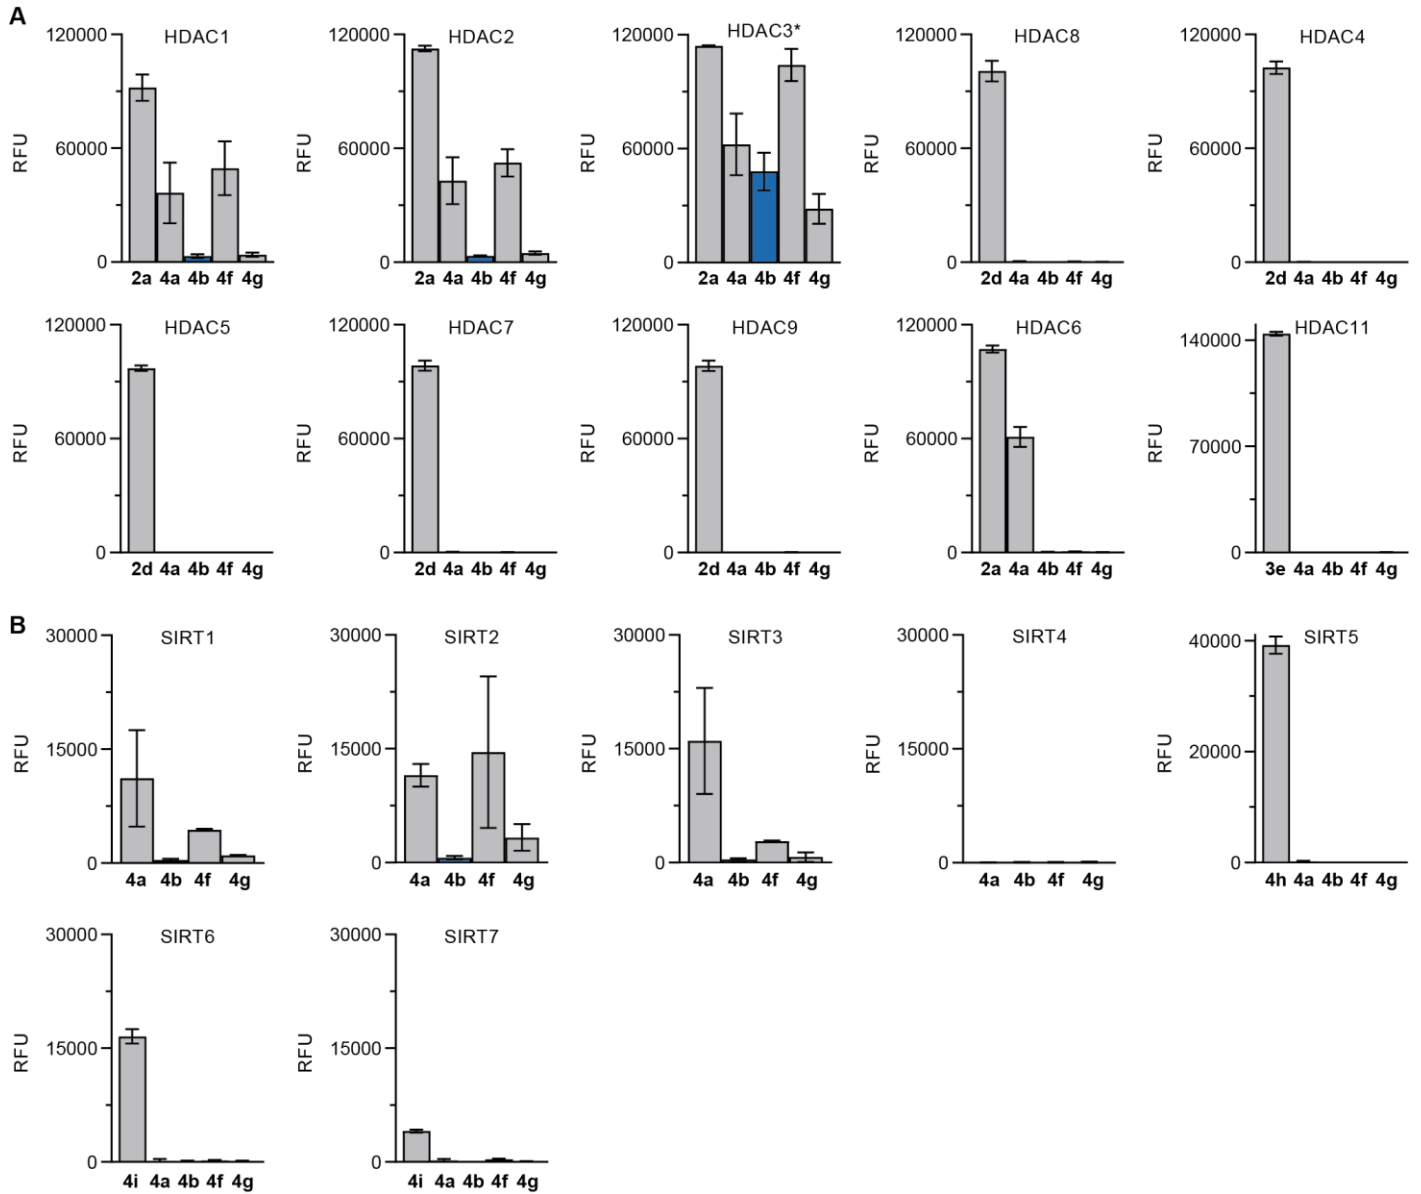 A
HDAC1
HDAC2
HDAC3*
HDAC8
HDAC4
120000
60000
0
RFU
2a 4a 4b 4f 4g
120000
60000
0
RFU
2a 4a 4b 4f 4g
120000
60000
0
RFU
2a 4a 4b 4f 4g
120000
60000
0
RFU
2d 4a 4b 4f 4g
120000
60000
0
RFU
2d 4a 4b 4f 4g
HDAC5
HDAC7
HDAC9
HDAC6
HDAC11
120000
60000
0
RFU
2d 4a 4b 4f 4g
120000
60000
0
RFU
2d 4a 4b 4f 4g
120000
60000
0
RFU
2d 4a 4b 4f 4g
120000
60000
0
RFU
2a 4a 4b 4f 4g
140000
70000
0
RFU
3e 4a 4b 4f 4g
B
SIRT1
SIRT2
SIRT3
SIRT4
SIRT5
30000
15000
0
RFU
4a 4b 4f 4g
30000
15000
0
RFU
4a 4b 4f 4g
30000
15000
0
RFU
4a 4b 4f 4g
30000
15000
0
RFU
4a 4b 4f 4g
40000
20000
0
RFU
4h 4a 4b 4f 4g
SIRT6
SIRT7
30000
15000
0
RFU
4i 4a 4b 4f 4g
30000
15000
0
RFU
4i 4a 4b 4f 4g